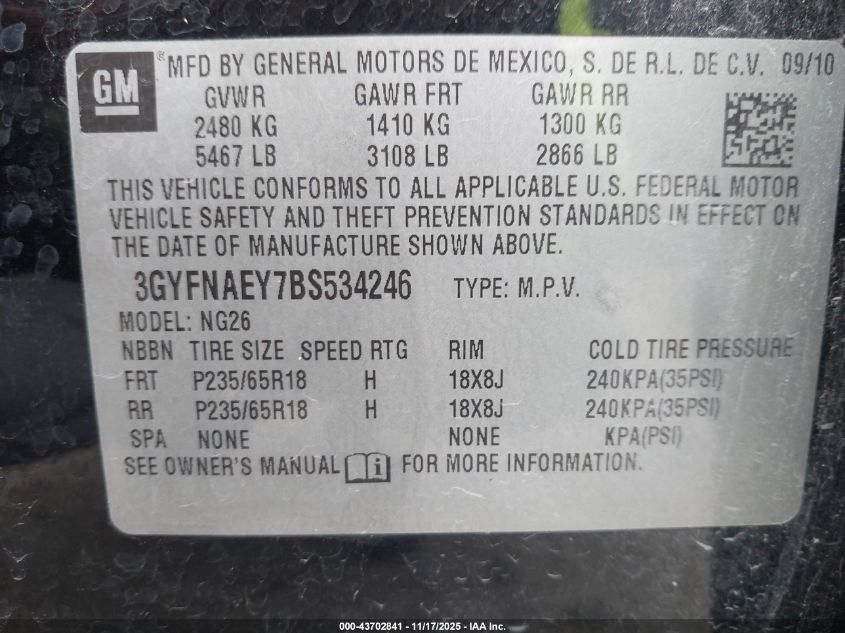 GM
® MFD BY GENERAL MOTORS DE MEXICO, S. DE R.L. DE C.V. 09/10
GVWR GAWR FRT GAWR RR
2480 KG 1410 KG 1300 KG
5467 LB 3108 LB 2866 LB
THIS VEHICLE CONFORMS TO ALL APPLICABLE U.S. FEDERAL MOTOR
VEHICLE SAFETY AND THEFT PREVENTION STANDARDS IN EFFECT ON
THE DATE OF MANUFACTURE SHOWN ABOVE.
3GYFNAEY7BS534246 TYPE: M.P.V.
MODEL: NG26
NBBN TIRE SIZE SPEED RTG RIM COLD TIRE PRESSURE
FRT P235/65R18 H 18X8J 240KPA(35PSI)
RR P235/65R18 H 18X8J 240KPA(35PSI)
SPA NONE NONE KPA(PSI)
SEE OWNER'S MANUAL i FOR MORE INFORMATION.
000-43702841 - 11/17/2025 - IAA Inc.